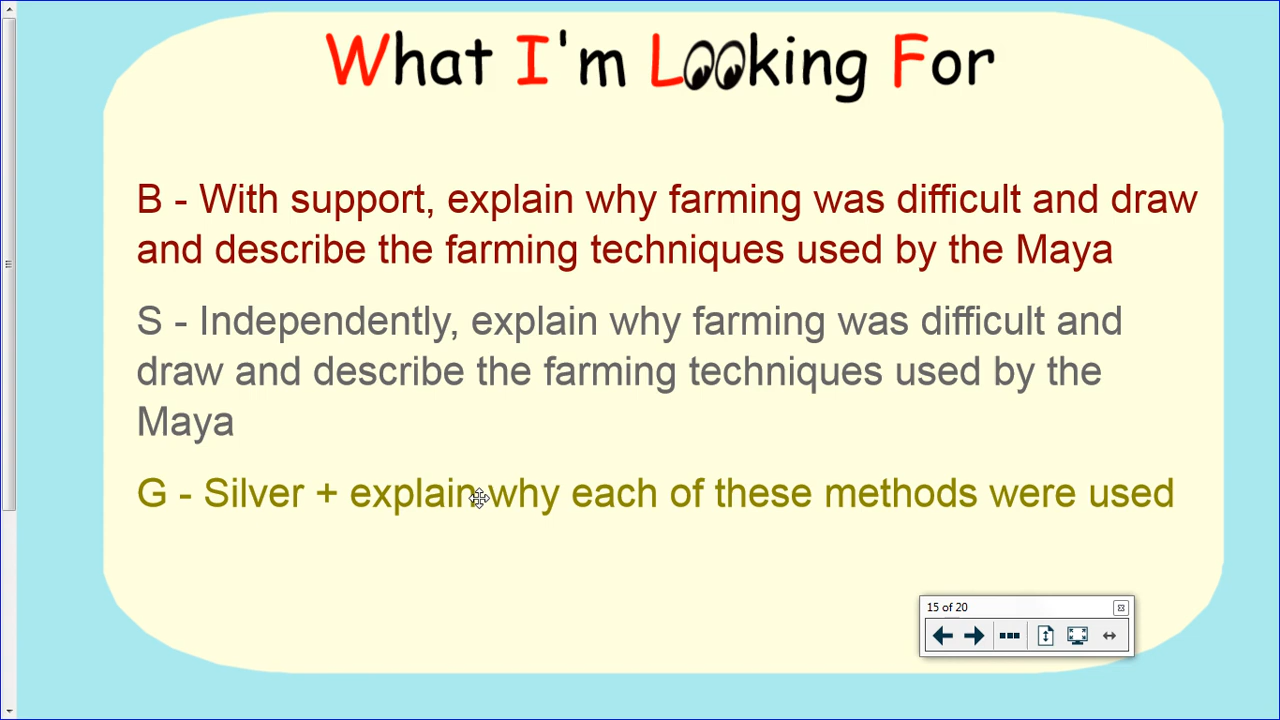 What I'm Looking For
B - With support, explain why farming was difficult and draw
and describe the farming techniques used by the Maya
S - Independently, explain why farming was difficult and
draw and describe the farming techniques used by the
Maya
G - Silver + explain why each of these methods were used
15 of 20